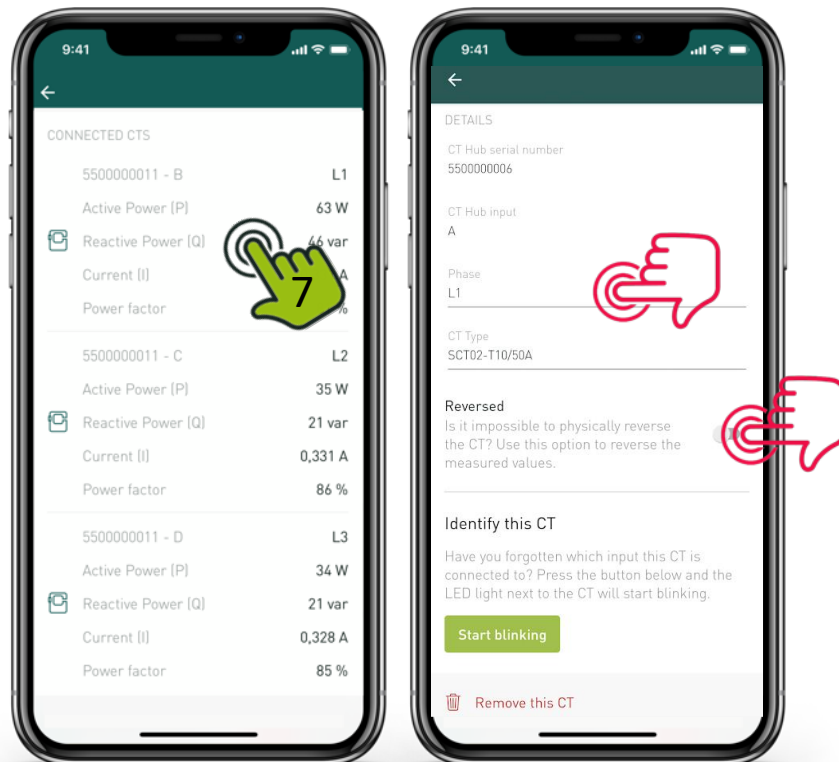 9:41
CONNECTED CTS
5500000011 - B L1
Active Power (P) 63 W
Reactive Power (Q) 46 var
Current (I) A
Power factor %
7
5500000011 - C L2
Active Power (P) 35 W
Reactive Power (Q) 21 var
Current (I) 0,331 A
Power factor 86 %
5500000011 - D L3
Active Power (P) 34 W
Reactive Power (Q) 21 var
Current (I) 0,328 A
Power factor 85 %
9:41
DETAILS
CT Hub serial number
5500000006
CT Hub input
A
Phase
L1
CT Type
SCT02-T10/50A
Reversed
Is it impossible to physically reverse
the CT? Use this option to reverse the
measured values.
Identify this CT
Have you forgotten which input this CT is
connected to? Press the button below and the
LED light next to the CT will start blinking.
Start blinking
Remove this CT